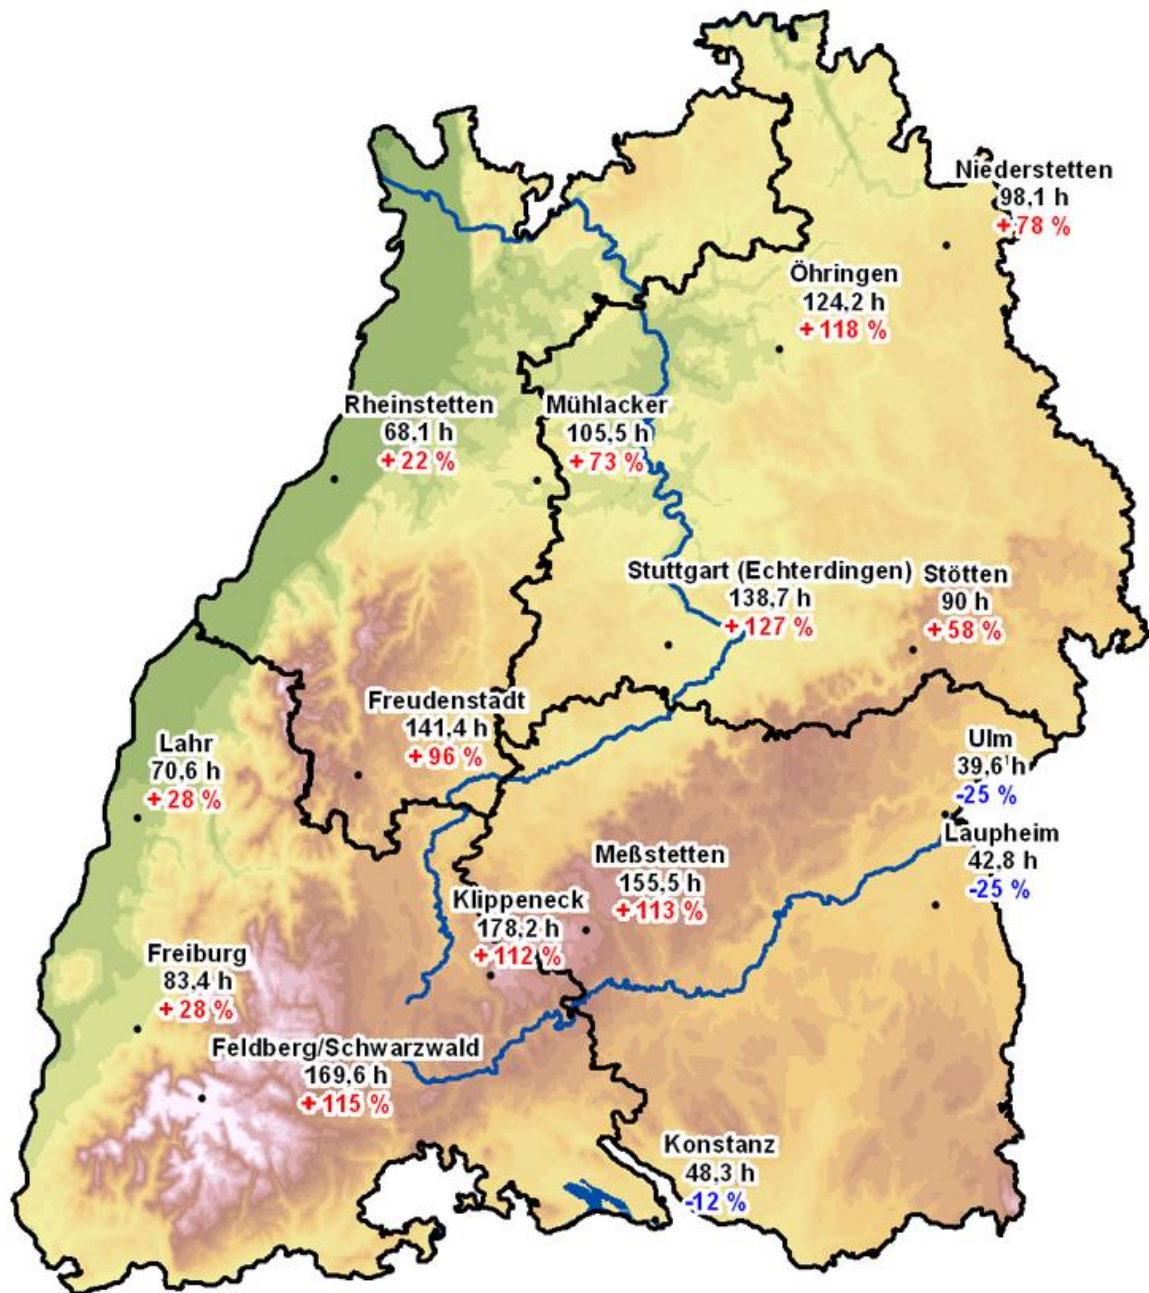 Niederstetten
98,1 h
+78 %
Öhringen
124,2 h
+118 %
Rheinstetten
68,1 h
+22 %
Mühlacker
105,5 h
+73 %
Stuttgart (Echterdingen)
138,7 h
+127 %
Stötten
90 h
+58 %
Freudenstadt
141,4 h
+96 %
Lahr
70,6 h
+28 %
Ulm
39,6 h
-25 %
Laupheim
42,8 h
-25 %
Meßstetten
155,5 h
+113 %
Klippeneck
178,2 h
+112 %
Freiburg
83,4 h
+28 %
Feldberg/Schwarzwald
169,6 h
+115 %
Konstanz
48,3 h
-12 %